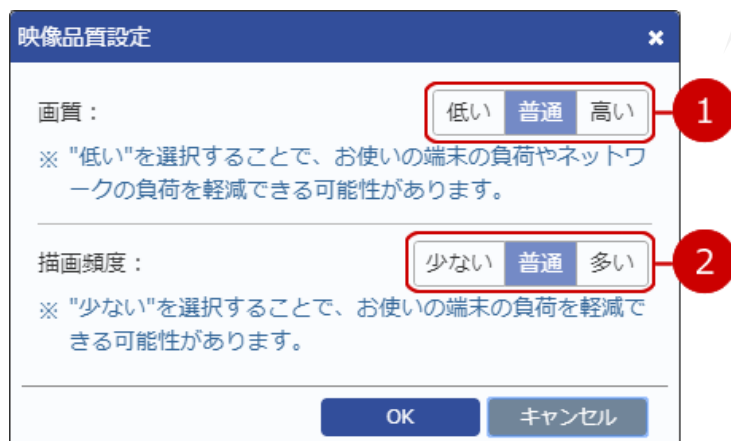 映像品質設定 ×
画質： 低い 普通 高い 1
※ "低い"を選択することで、お使いの端末の負荷やネットワ
ークの負荷を軽減できる可能性があります。
描画頻度： 少ない 普通 多い 2
※ "少ない"を選択することで、お使いの端末の負荷を軽減で
きる可能性があります。
OK キャンセル